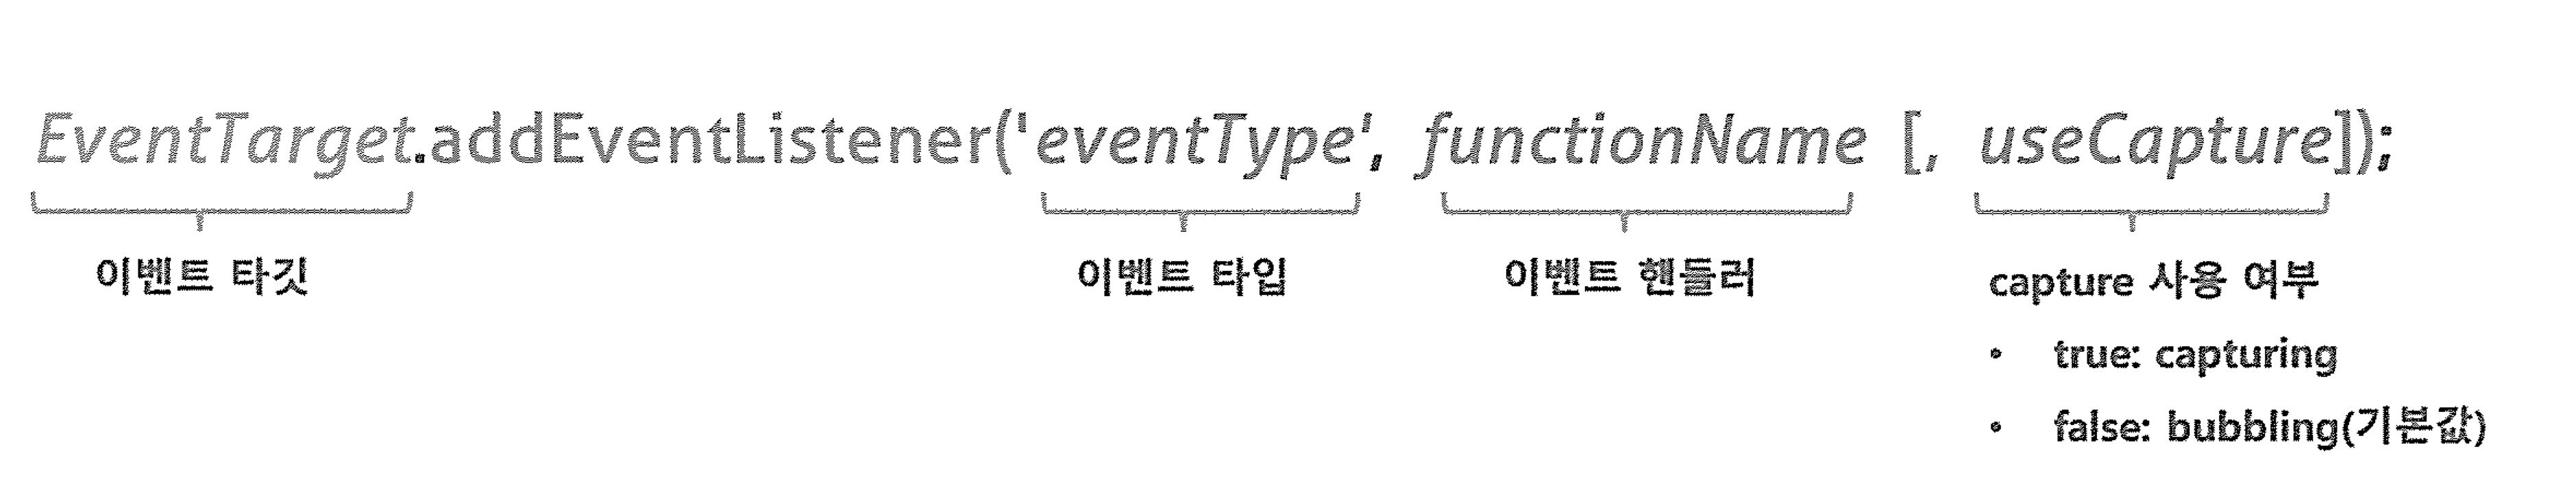 EventTarget.addEventListener('eventType', functionName [, useCapture]);
이벤트 타깃 이벤트 타입 이벤트 핸들러 capture 사용 여부
• true: capturing
• false: bubbling(기본값)